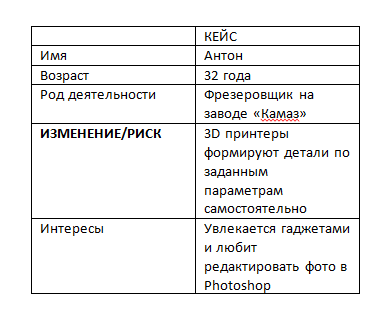 КЕЙС
Имя Антон
Возраст 32 года
Род деятельности Фрезеровщик на
заводе «Камаз»
ИЗМЕНЕНИЕ/РИСК 3D принтеры
формируют детали по
заданным
параметрам
самостоятельно
Интересы Увлекается гаджетами
и любит
редактировать фото в
Photoshop